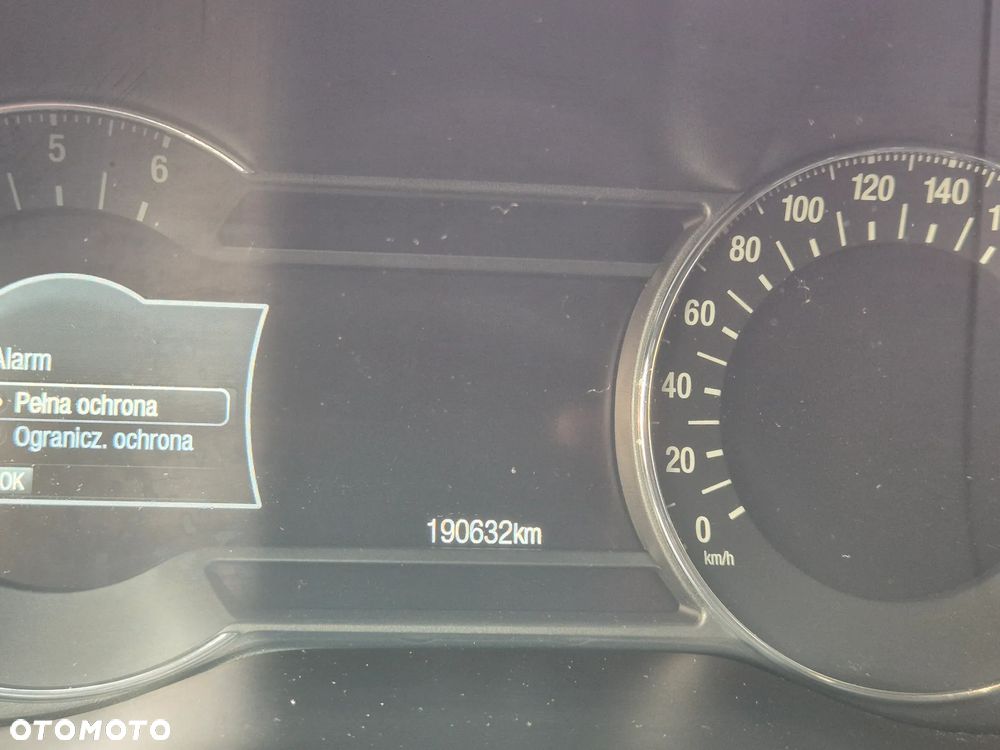 5
6
Alarm
Pełna ochrona
Ogranicz. ochrona
OK
190632km
0
20
40
60
80
100
120
140
km/h
OTOMOTO